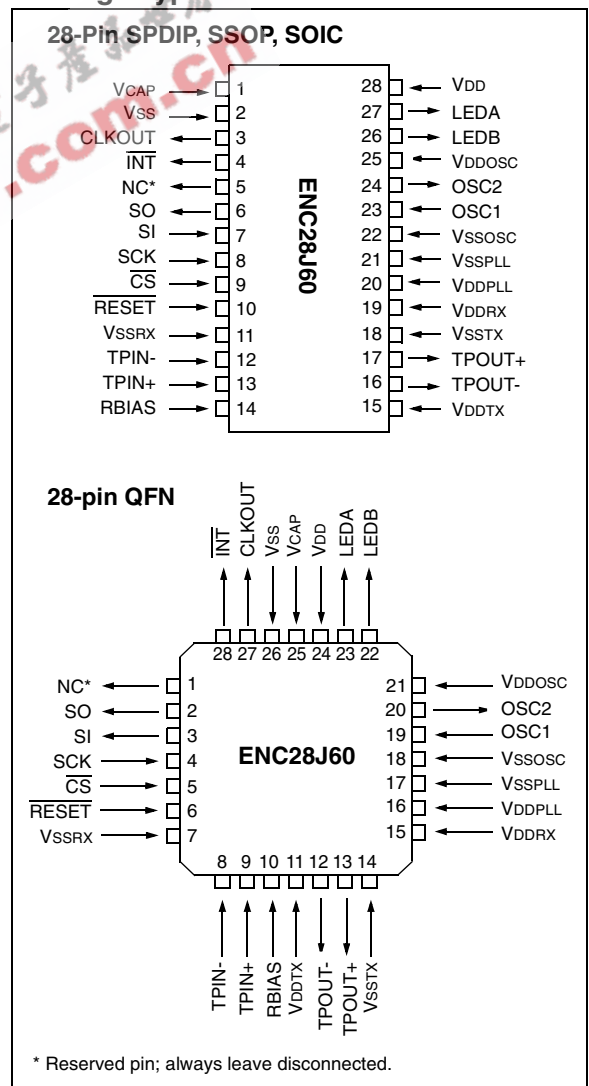 28-Pin SPDIP, SSOP, SOIC
VCAP 1 28 VDD
VSS 2 27 LEDA
CLKOUT 3 26 LEDB
INT 4 25 VDDOSC
NC* 5 24 OSC2
SO 6 23 OSC1
SI 7 22 VSSOSC
SCK 8 21 VSSPLL
CS 9 20 VDDPLL
RESET 10 19 VDDRX
VSSRX 11 18 VSSTX
TPIN- 12 17 TPOUT+
TPIN+ 13 16 TPOUT-
RBIAS 14 15 VDDTX
ENC28J60
28-pin QFN
INT CLKOUT VSS VCAP VDD LEDA LEDB
28 27 26 25 24 23 22
NC* 1 21 VDDOSC
SO 2 20 OSC2
SI 3 19 OSC1
SCK 4 18 VSSOSC
CS 5 17 VSSPLL
RESET 6 16 VDDPLL
VSSRX 7 15 VDDRX
ENC28J60
8 9 10 11 12 13 14
TPIN- TPIN+ RBIAS VDDTX TPOUT- TPOUT+ VSSTX
* Reserved pin; always leave disconnected.
.com.cn